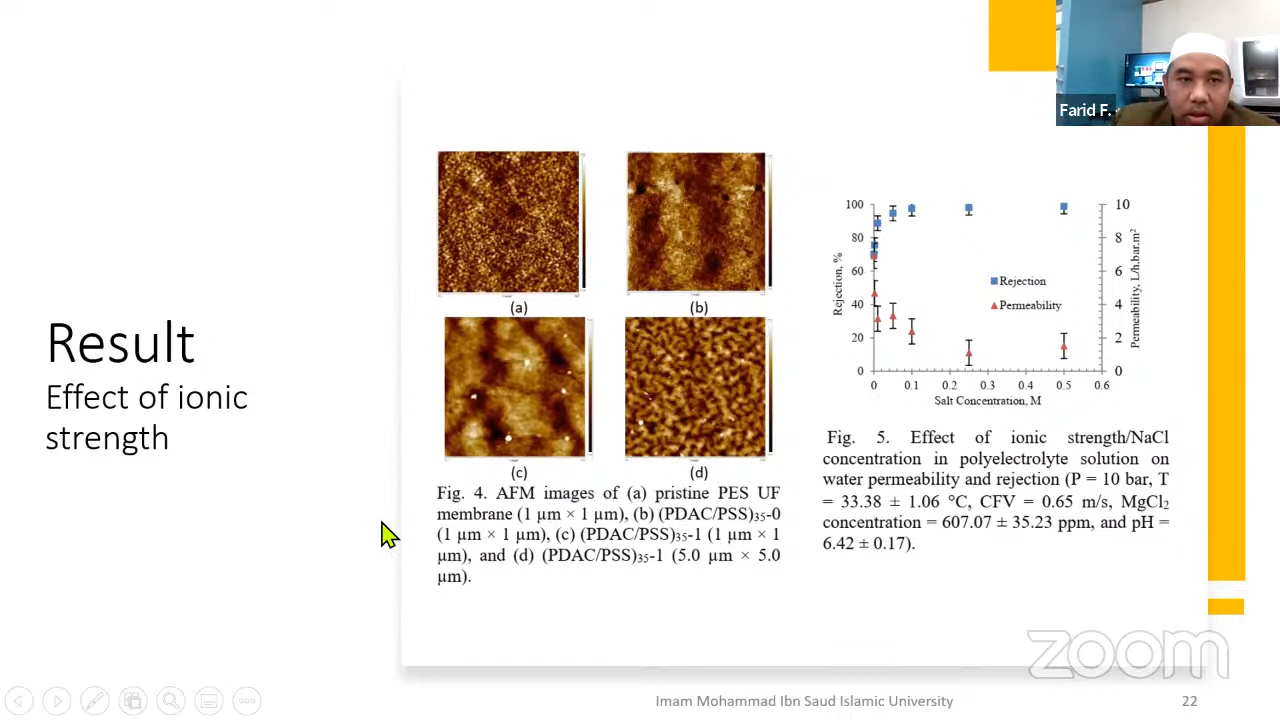 Farid F.
Result
Effect of ionic
strength
(a)
(b)
(c)
(d)
Fig. 4. AFM images of (a) pristine PES UF
membrane (1 µm × 1 µm), (b) (PDAC/PSS)₃₅-0
(1 µm × 1 µm), (c) (PDAC/PSS)₃₅-1 (1 µm × 1
µm), and (d) (PDAC/PSS)₃₅-1 (5.0 µm × 5.0
µm).
100
80
60
40
20
0
Rejection, %
10
8
6
4
2
0
Permeability, L/h.bar.m²
Rejection
Permeability
0 0.1 0.2 0.3 0.4 0.5 0.6
Salt Concentration, M
Fig. 5. Effect of ionic strength/NaCl
concentration in polyelectrolyte solution on
water permeability and rejection (P = 10 bar, T
= 33.38 ± 1.06 °C, CFV = 0.65 m/s, MgCl₂
concentration = 607.07 ± 35.23 ppm, and pH =
6.42 ± 0.17).
zoom
Imam Mohammad Ibn Saud Islamic University
22